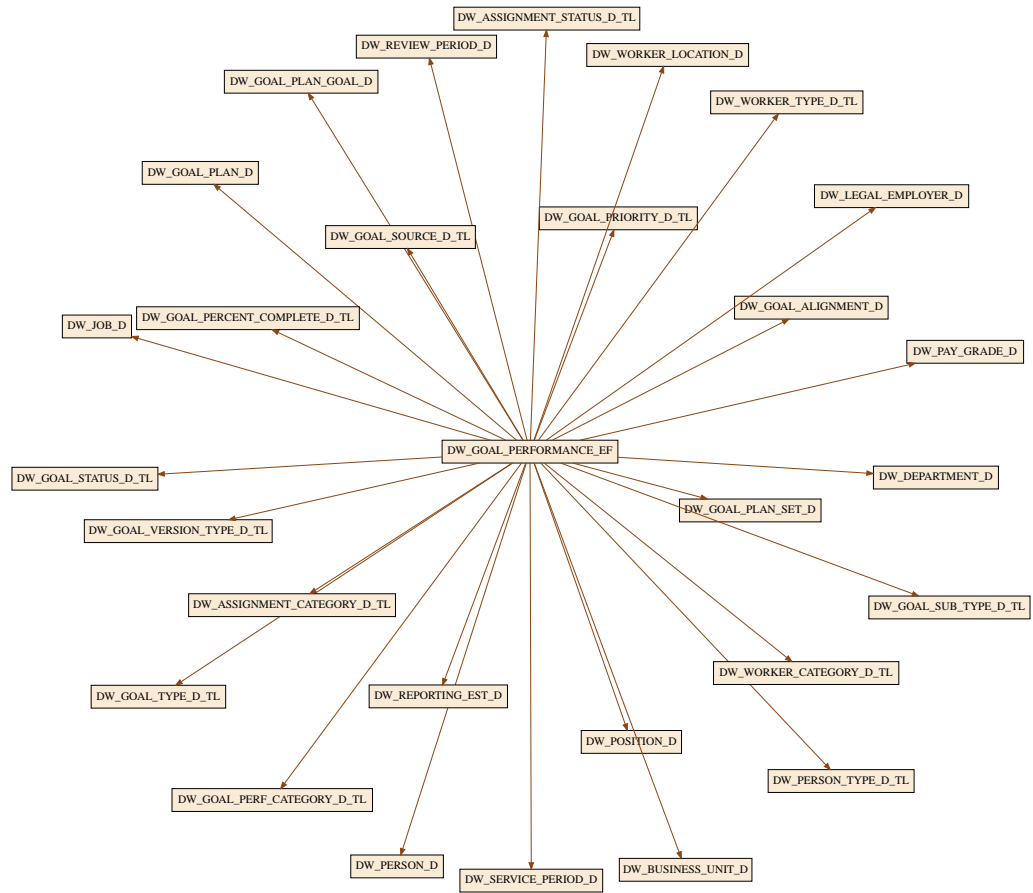 DW_ASSIGNMENT_STATUS_D_TL
DW_REVIEW_PERIOD_D
DW_WORKER_LOCATION_D
DW_GOAL_PLAN_GOAL_D
DW_WORKER_TYPE_D_TL
DW_GOAL_PLAN_D
DW_LEGAL_EMPLOYER_D
DW_GOAL_PRIORITY_D_TL
DW_GOAL_SOURCE_D_TL
DW_GOAL_ALIGNMENT_D
DW_GOAL_PERCENT_COMPLETE_D_TL
DW_JOB_D
DW_PAY_GRADE_D
DW_GOAL_PERFORMANCE_EF
DW_GOAL_STATUS_D_TL
DW_DEPARTMENT_D
DW_GOAL_PLAN_SET_D
DW_GOAL_VERSION_TYPE_D_TL
DW_ASSIGNMENT_CATEGORY_D_TL
DW_GOAL_SUB_TYPE_D_TL
DW_WORKER_CATEGORY_D_TL
DW_GOAL_TYPE_D_TL
DW_REPORTING_EST_D
DW_POSITION_D
DW_PERSON_TYPE_D_TL
DW_GOAL_PERF_CATEGORY_D_TL
DW_PERSON_D
DW_BUSINESS_UNIT_D
DW_SERVICE_PERIOD_D